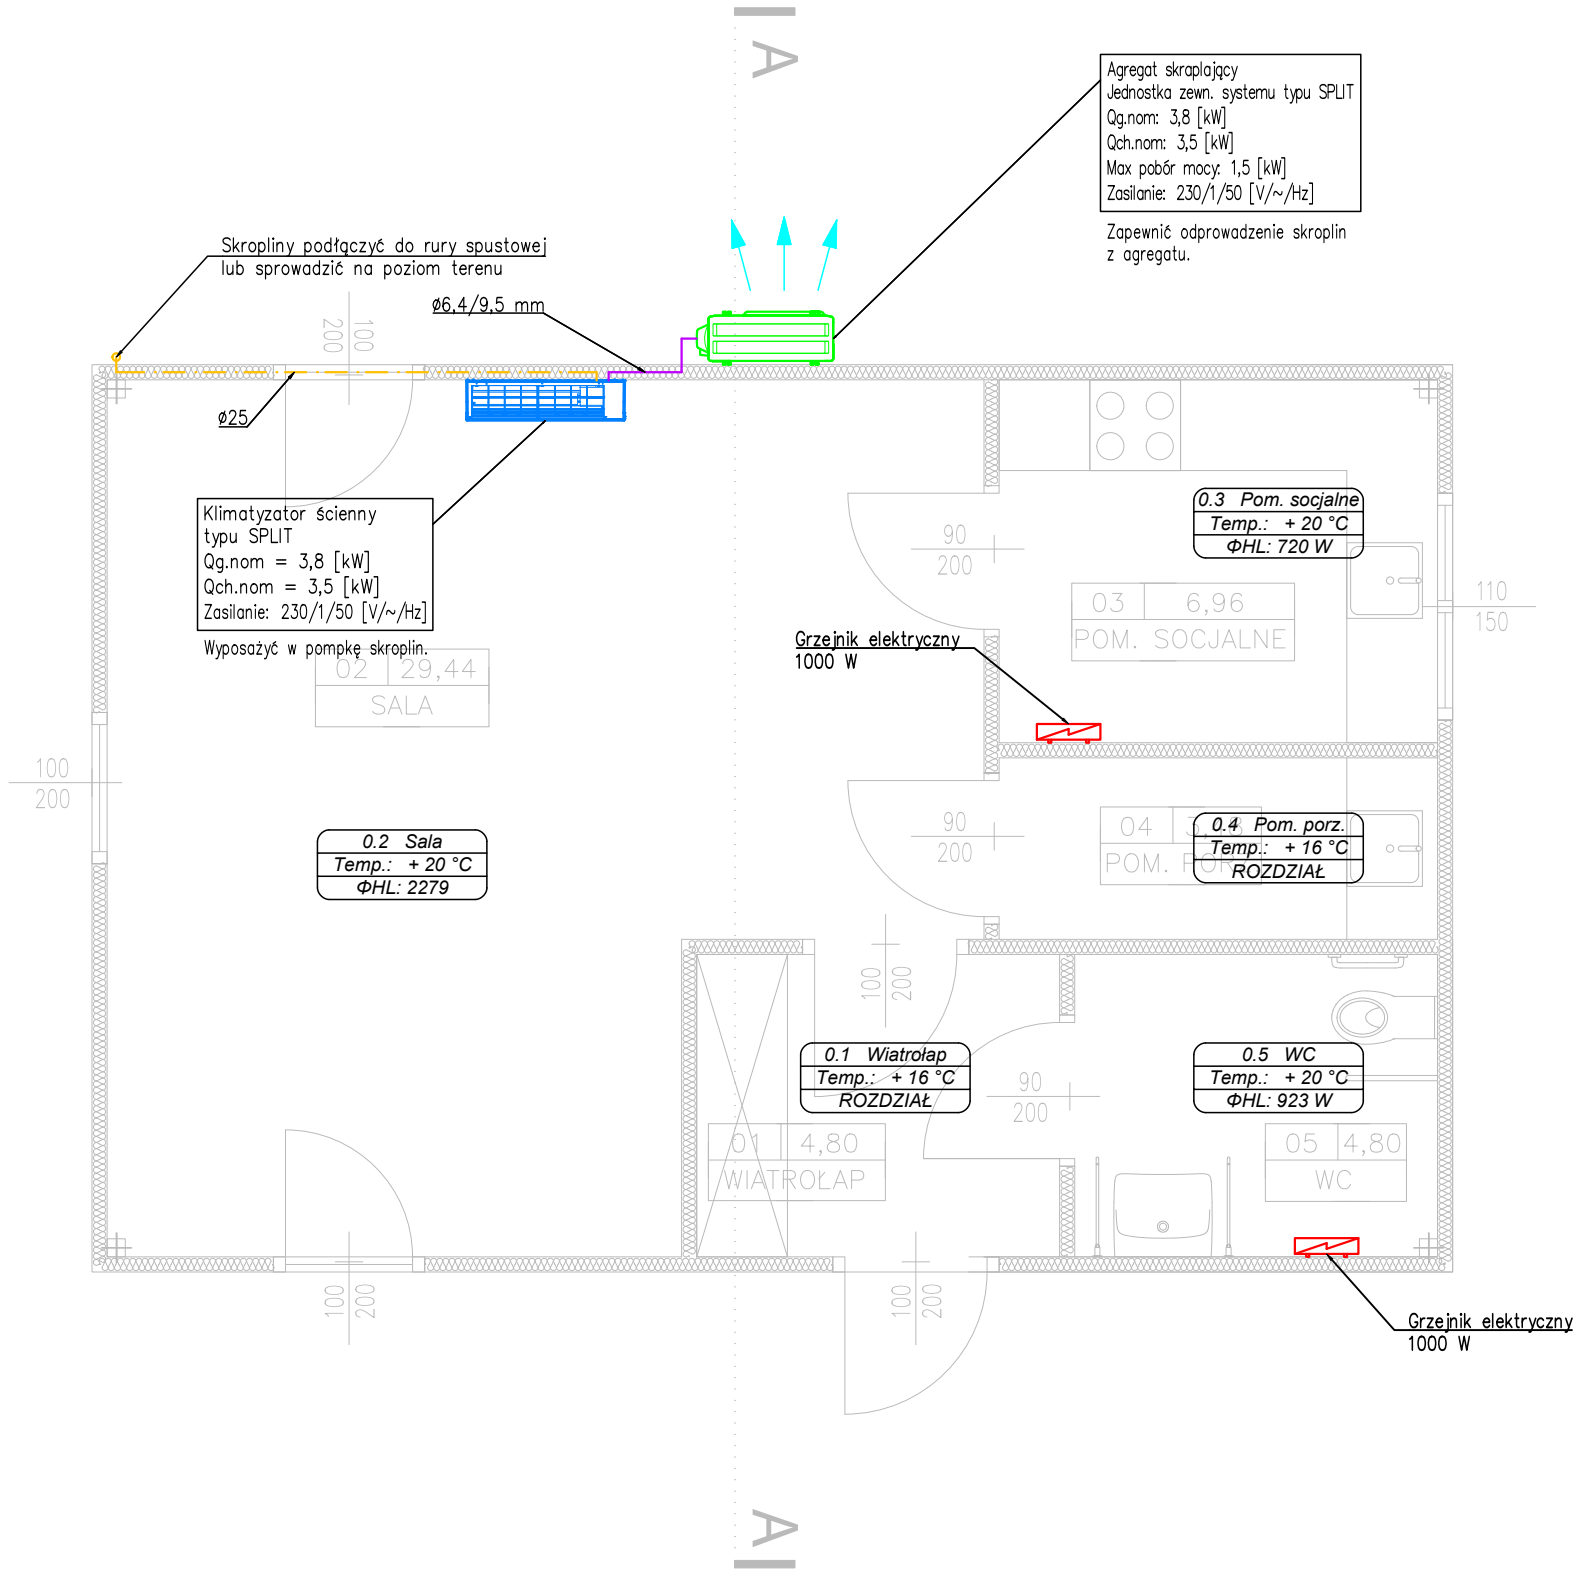 A
Agregat skraplający
Jednostka zewn. systemu typu SPLIT
Qg.nom: 3,8 [kW]
Qch.nom: 3,5 [kW]
Max pobór mocy: 1,5 [kW]
Zasilanie: 230/1/50 [V/~/Hz]
Zapewnić odprowadzenie skroplin
z agregatu.
Skropliny podłączyć do rury spustowej
lub sprowadzić na poziom terenu
ø6,4/9,5 mm
100
200
ø25
Klimatyzator ścienny
typu SPLIT
Qg.nom = 3,8 [kW]
Qch.nom = 3,5 [kW]
Zasilanie: 230/1/50 [V/~/Hz]
Wyposażyć w pompkę skroplin.
02 29,44
SALA
0.3 Pom. socjalne
Temp.: + 20 °C
ΦHL: 720 W
90
200
03 6,96
POM. SOCJALNE
110
150
Grzejnik elektryczny
1000 W
100
200
0.2 Sala
Temp.: + 20 °C
ΦHL: 2279
90
200
04
POM.
0.4 Pom. porz.
Temp.: + 16 °C
ROZDZIAŁ
100
200
0.1 Wiatrołap
Temp.: + 16 °C
ROZDZIAŁ
90
200
0.5 WC
Temp.: + 20 °C
ΦHL: 923 W
01 4,80
WIATROŁAP
05 4,80
WC
100
200
100
200
Grzejnik elektryczny
1000 W
A